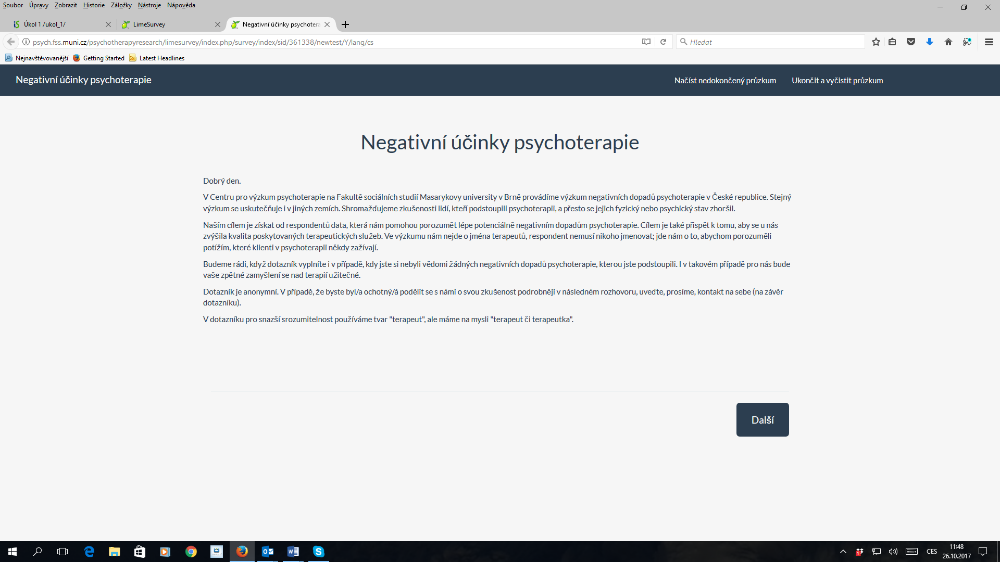 Soubor Úpravy Zobrazit Historie Záložky Nástroje Nápověda
Úkol 1 /ukol_1/ LimeSurvey Negativní účinky psychotera
psych.fss.muni.cz/psychotherapyresearch/limesurvey/index.php/survey/index/sid/361338/newtest/Y/lang/cs Hledat
Nejnavštěvovanější Getting Started Latest Headlines
Negativní účinky psychoterapie Načíst nedokončený průzkum Ukončit a vyčistit průzkum
Negativní účinky psychoterapie
Dobrý den.
V Centru pro výzkum psychoterapie na Fakultě sociálních studií Masarykovy university v Brně provádíme výzkum negativních dopadů psychoterapie v České republice. Stejný
výzkum se uskutečňuje i v jiných zemích. Shromažďujeme zkušenosti lidí, kteří podstoupili psychoterapii, a přesto se jejich fyzický nebo psychický stav zhoršil.
Naším cílem je získat od respondentů data, která nám pomohou porozumět lépe potenciálně negativním dopadům psychoterapie. Cílem je také přispět k tomu, aby se u nás
zvýšila kvalita poskytovaných terapeutických služeb. Ve výzkumu nám nejde o jména terapeutů, respondent nemusí nikoho jmenovat; jde nám o to, abychom porozuměli
potížím, které klienti v psychoterapii někdy zažívají.
Budeme rádi, když dotazník vyplníte i v případě, kdy jste si nebyli vědomi žádných negativních dopadů psychoterapie, kterou jste podstoupili. I v takovém případě pro nás bude
vaše zpětné zamyšlení se nad terapií užitečné.
Dotazník je anonymní. V případě, že byste byl/a ochotný/á podělit se s námi o svou zkušenost podrobněji v následném rozhovoru, uveďte, prosíme, kontakt na sebe (na závěr
dotazníku).
V dotazníku pro snazší srozumitelnost používáme tvar "terapeut", ale máme na mysli "terapeut či terapeutka".
Další
CES 11:48
26.10.2017